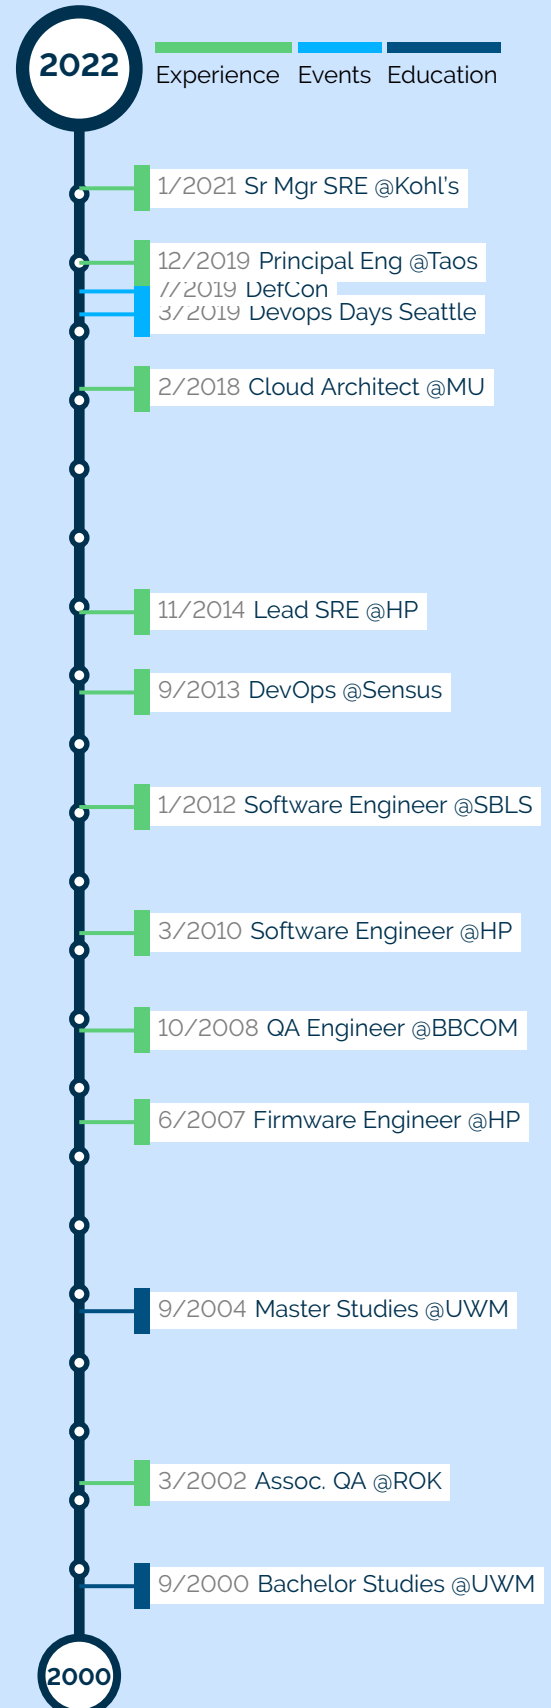 2022
Experience Events Education
1/2021 Sr Mgr SRE @Kohl's
12/2019 Principal Eng @Taos
7/2019 DefCon
3/2019 Devops Days Seattle
2/2018 Cloud Architect @MU
11/2014 Lead SRE @HP
9/2013 DevOps @Sensus
1/2012 Software Engineer @SBLS
3/2010 Software Engineer @HP
10/2008 QA Engineer @BBCOM
6/2007 Firmware Engineer @HP
9/2004 Master Studies @UWM
3/2002 Assoc. QA @ROK
9/2000 Bachelor Studies @UWM
2000